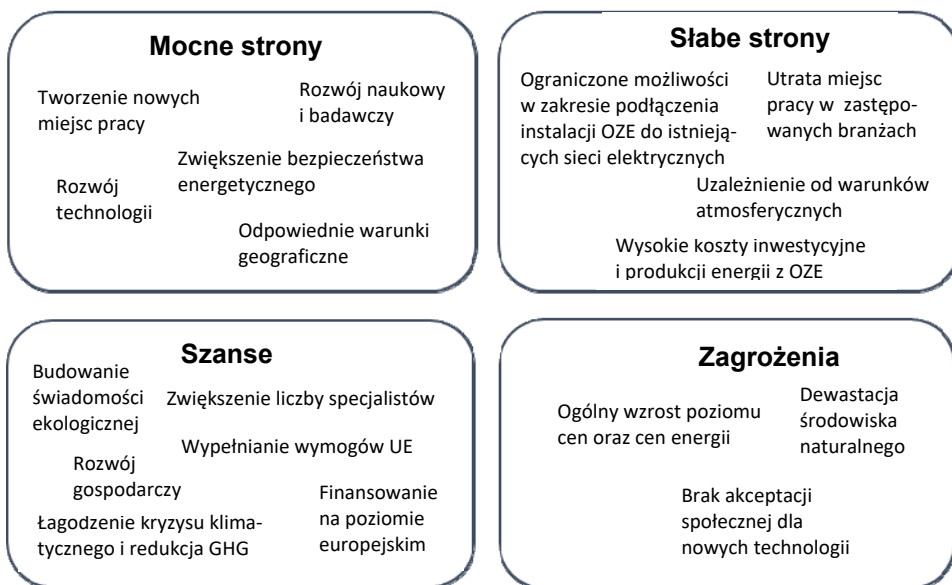 Mocne strony
Tworzenie nowych
miejsc pracy
Rozwój naukowy
i badawczy
Zwiększenie bezpieczeństwa
energetycznego
Rozwój
technologii
Odpowiednie warunki
geograficzne
Słabe strony
Ograniczone możliwości
w zakresie podłączenia
instalacji OZE do istnieją-
cych sieci elektrycznych
Utrata miejsc
pracy w zastępo-
wanych branżach
Uzależnienie od warunków
atmosferycznych
Wysokie koszty inwestycyjne
i produkcji energii z OZE
Szanse
Budowanie
świadomości
ekologicznej
Zwiększenie liczby specjalistów
Wypełnianie wymogów UE
Rozwój
gospodarczy
Finansowanie
na poziomie
europejskim
Łagodzenie kryzysu klima-
tycznego i redukcja GHG
Zagrożenia
Ogólny wzrost poziomu
cen oraz cen energii
Dewastacja
środowiska
naturalnego
Brak akceptacji
społecznej dla
nowych technologii